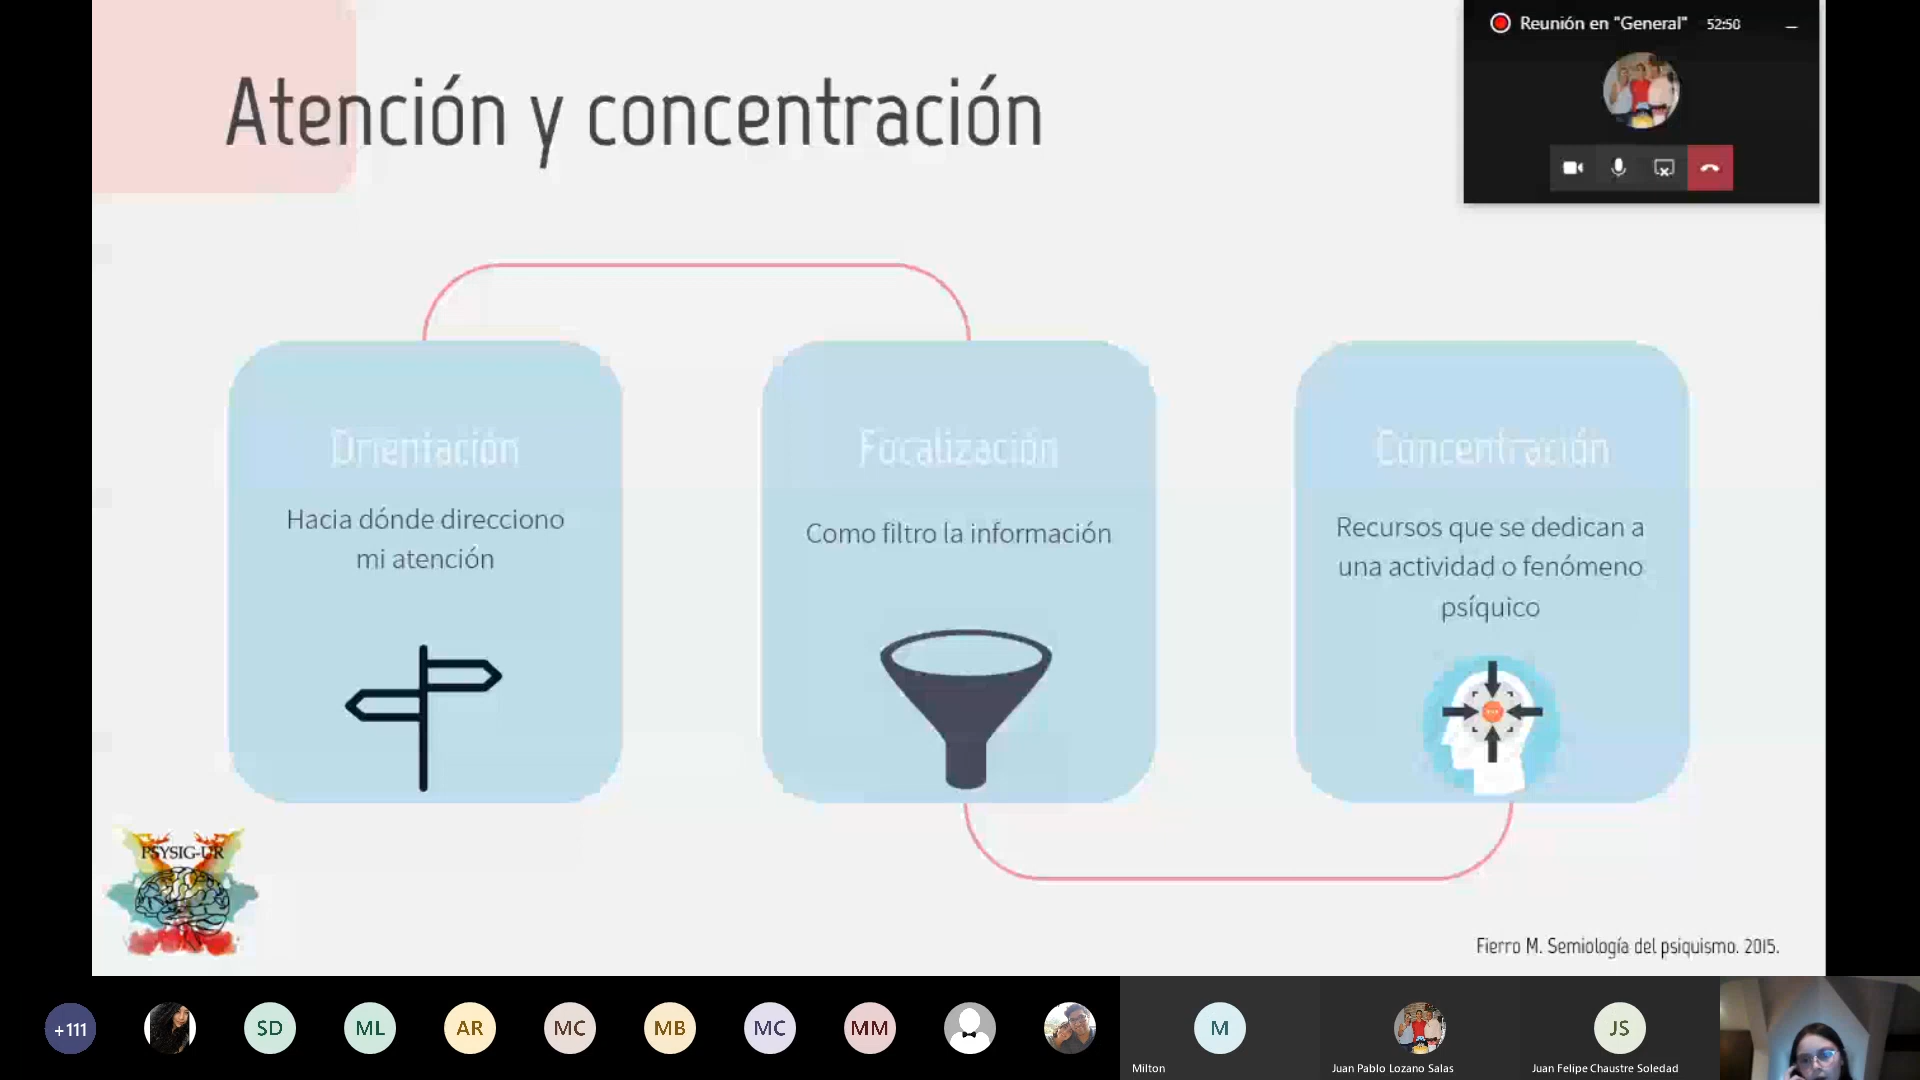 Atención y concentración
Reunión en "General" 52:50
Orientación
Hacia dónde direcciono
mi atención
Focalización
Como filtro la información
Concentración
Recursos que se dedican a
una actividad o fenómeno
psíquico
PSYSIG-UR
Fierro M. Semiología del psiquismo. 2015.
+111
SD
ML
AR
MC
MB
MC
MM
M
JS
Milton
Juan Pablo Lozano Salas
Juan Felipe Chaustre Soledad